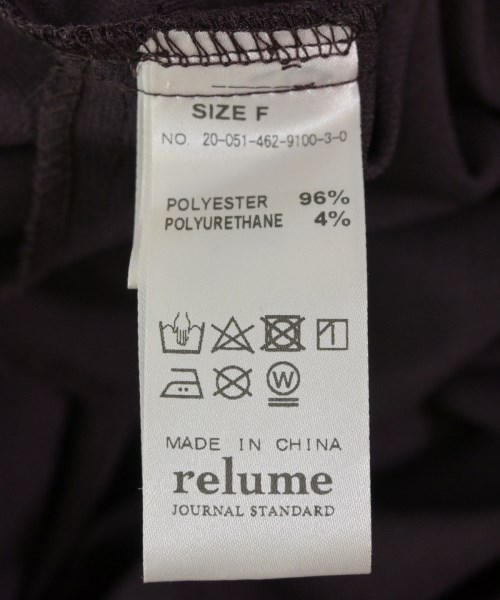 SIZE F
NO. 20-051-462-9100-3-0
POLYESTER 96%
POLYURETHANE 4%
W
MADE IN CHINA
relume
JOURNAL STANDARD